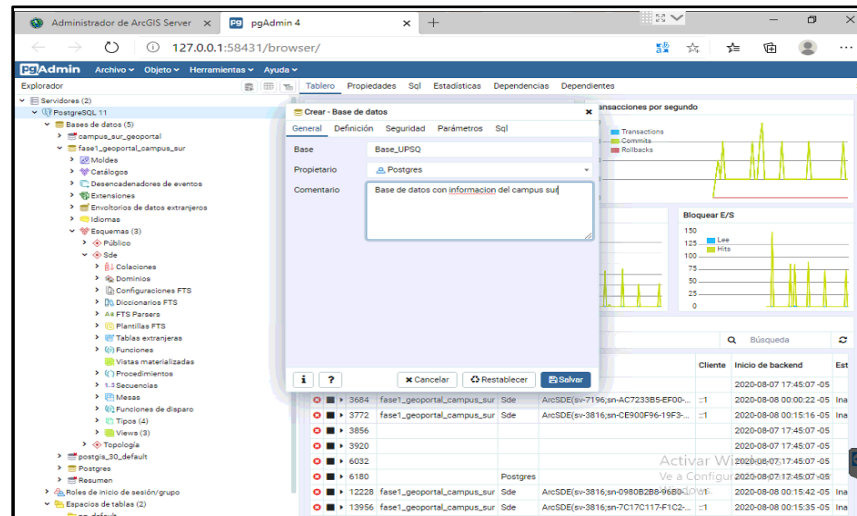 Administrador de ArcGIS Server
pgAdmin 4
127.0.0.1:58431/browser/
pgAdmin Archivo Objeto Herramientas Ayuda
Explorador
Tablero Propiedades Sql Estadísticas Dependencias Dependientes
Servidores (2)
PostgreSQL 11
Bases de datos (5)
campus_sur_geoportal
fase1_geoportal_campus_sur
Moldes
Catálogos
Desencadenadores de eventos
Extensiones
Envoltorios de datos extranjeros
Idiomas
Esquemas (3)
Público
Sde
Colaciones
Dominios
Configuraciones FTS
Diccionarios FTS
FTS Parsers
Plantillas FTS
Tablas extranjeras
Funciones
Vistas materializadas
Procedimientos
Secuencias
Mesas
Funciones de disparo
Tipos (4)
Views (3)
Topología
postgis_30_default
Postgres
Resumen
Roles de inicio de sesión/grupo
Espacios de tablas (2)
Crear - Base de datos
General Definición Seguridad Parámetros Sql
Base Base_UPSQ
Propietario Postgres
Comentario Base de datos con informacion del campus sur
i ? Cancelar Restablecer Salvar
ansacciones por segundo
Transactions
Commits
Rollbacks
Bloquear E/S
150
125
100
75
50
25
0
Lee
Hits
Búsqueda
Cliente Inicio de backend Est
2020-08-07 17:45:07 -05
3684 fase1_geoportal_campus_sur Sde ArcSDE(sv-7196;sn-AC7233B5-EF00-... ::1 2020-08-08 00:00:22 -05 Ina
3772 fase1_geoportal_campus_sur Sde ArcSDE(sv-3816;sn-CE900F96-19F3-... ::1 2020-08-08 00:15:16 -05 Ina
3856 2020-08-07 17:45:07 -05
3920 2020-08-07 17:45:07 -05
6032 2020-08-07 17:45:07 -05
6180 Postgres 2020-08-07 17:45:07 -05
12228 fase1_geoportal_campus_sur Sde ArcSDE(sv-3816;sn-0980B2B8-96B0- 2020-08-08 00:15:42 -05 Ina
13956 fase1_geoportal_campus_sur Sde ArcSDE(sv-3816;sn-7C17C117-F1C2-... ::1 2020-08-08 00:15:35 -05 Ina
Activar
Ve a Configu